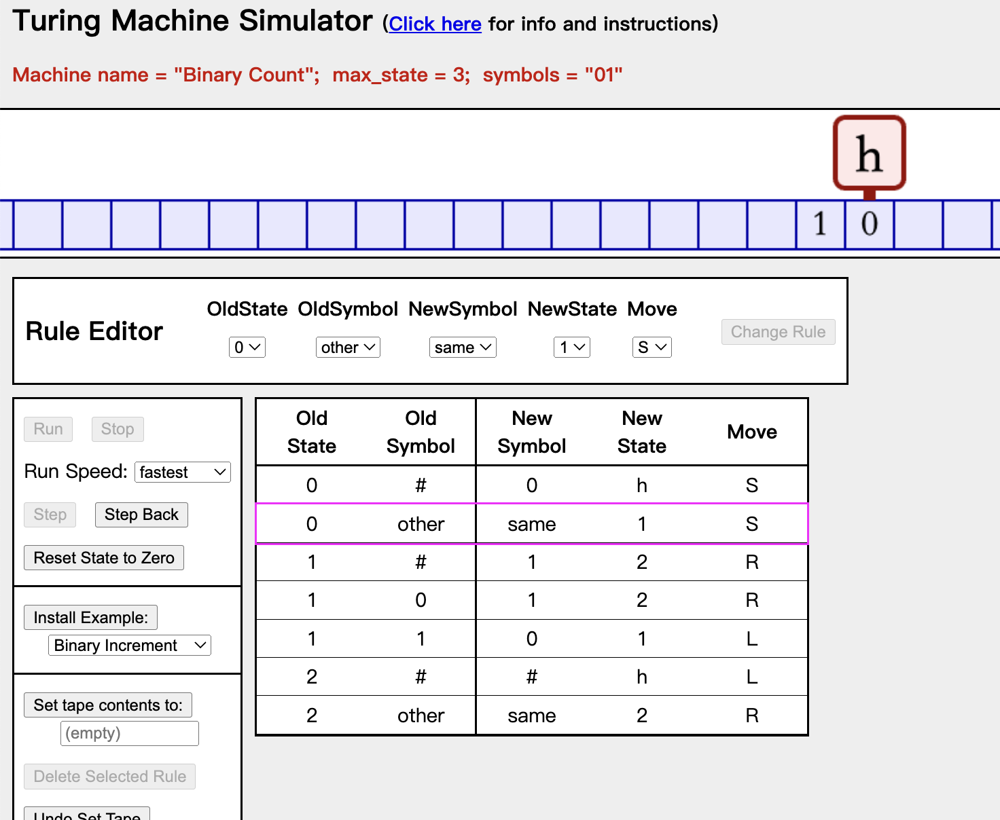 Turing Machine Simulator (Click here for info and instructions)
Machine name = "Binary Count"; max_state = 3; symbols = "01"
h
1 0
Rule Editor
OldState OldSymbol NewSymbol NewState Move
0 other same 1 S
Change Rule
Run Stop
Run Speed: fastest
Step Step Back
Reset State to Zero
Install Example:
Binary Increment
Set tape contents to:
(empty)
Delete Selected Rule
Undo Set Tape
Old State Old Symbol New Symbol New State Move
0 # 0 h S
0 other same 1 S
1 # 1 2 R
1 0 1 2 R
1 1 0 1 L
2 # # h L
2 other same 2 R